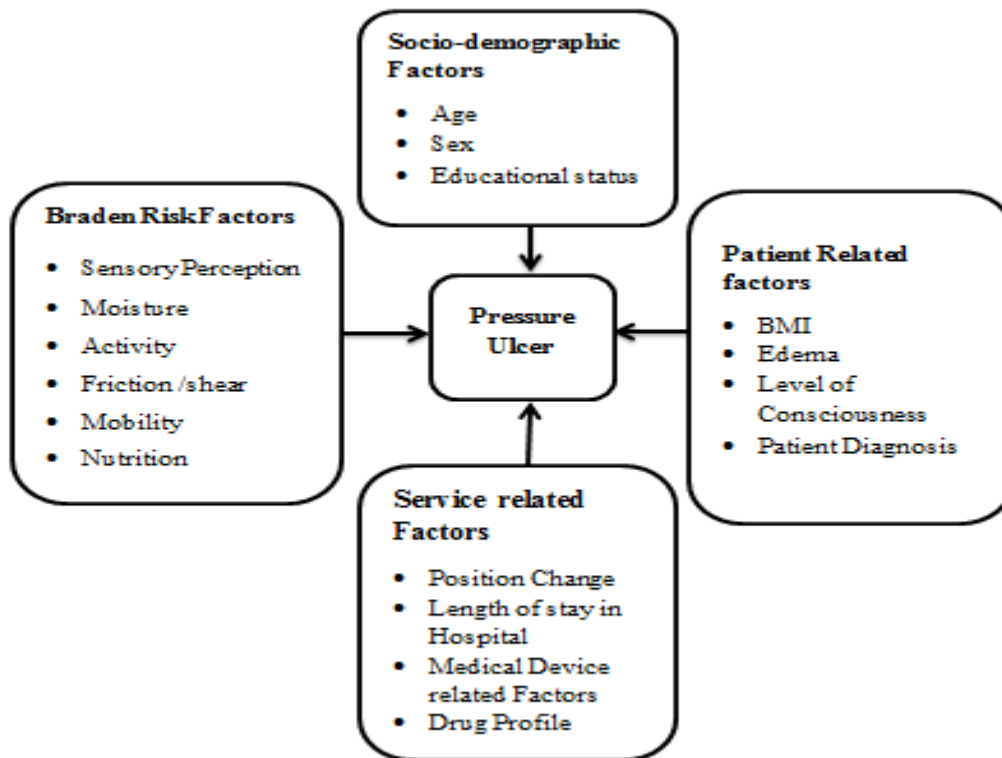 Socio-demographic
Factors
• Age
• Sex
• Educational status
Braden Risk Factors
• Sensory Perception
• Moisture
• Activity
• Friction /shear
• Mobility
• Nutrition
Pressure
Ulcer
Patient Related
factors
• BMI
• Edema
• Level of
Consciousness
• Patient Diagnosis
Service related
Factors
• Position Change
• Length of stay in
Hospital
• Medical Device
related Factors
• Drug Profile